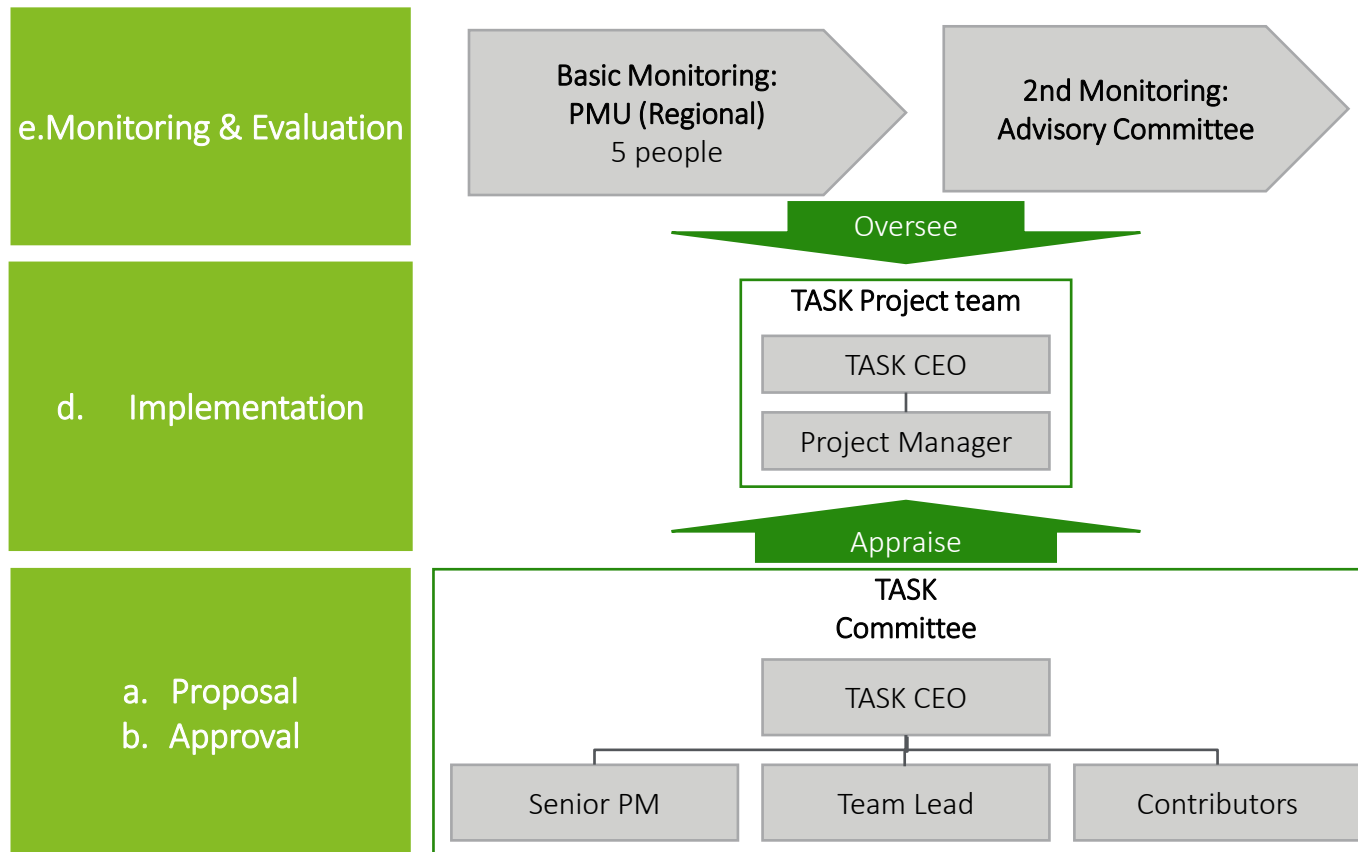 e.Monitoring & Evaluation
Basic Monitoring:
PMU (Regional)
5 people
2nd Monitoring:
Advisory Committee
Oversee
d. Implementation
TASK Project team
TASK CEO
Project Manager
Appraise
a. Proposal
b. Approval
TASK
Committee
TASK CEO
Senior PM
Team Lead
Contributors